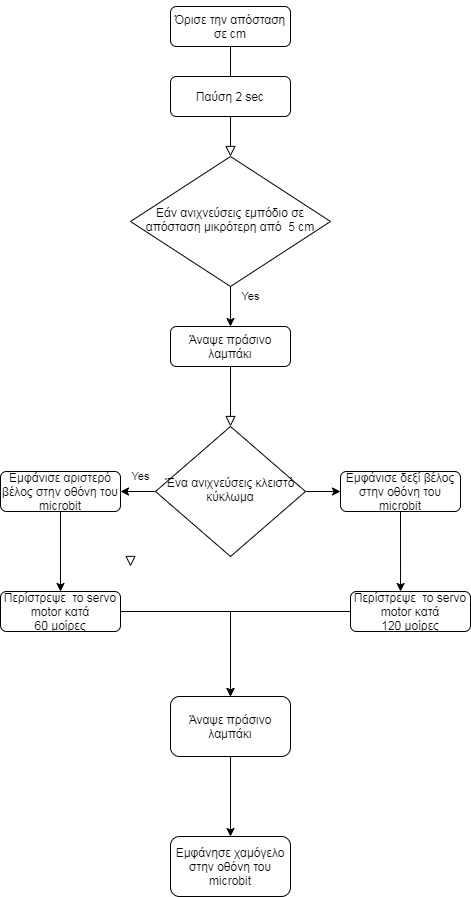 Όρισε την απόσταση
σε cm
Παύση 2 sec
Εάν ανιχνεύσεις εμπόδιο σε
απόσταση μικρότερη από 5 cm
Yes
Άναψε πράσινο
λαμπάκι
Ένα ανιχνεύσεις κλειστό
κύκλωμα
Yes
Εμφάνισε αριστερό
βέλος στην οθόνη του
microbit
Εμφάνισε δεξί βέλος
στην οθόνη του
microbit
Περίστρεψε το servo
motor κατά
60 μοίρες
Περίστρεψε το servo
motor κατά
120 μοίρες
Άναψε πράσινο
λαμπάκι
Εμφάνησε χαμόγελο
στην οθόνη του
microbit